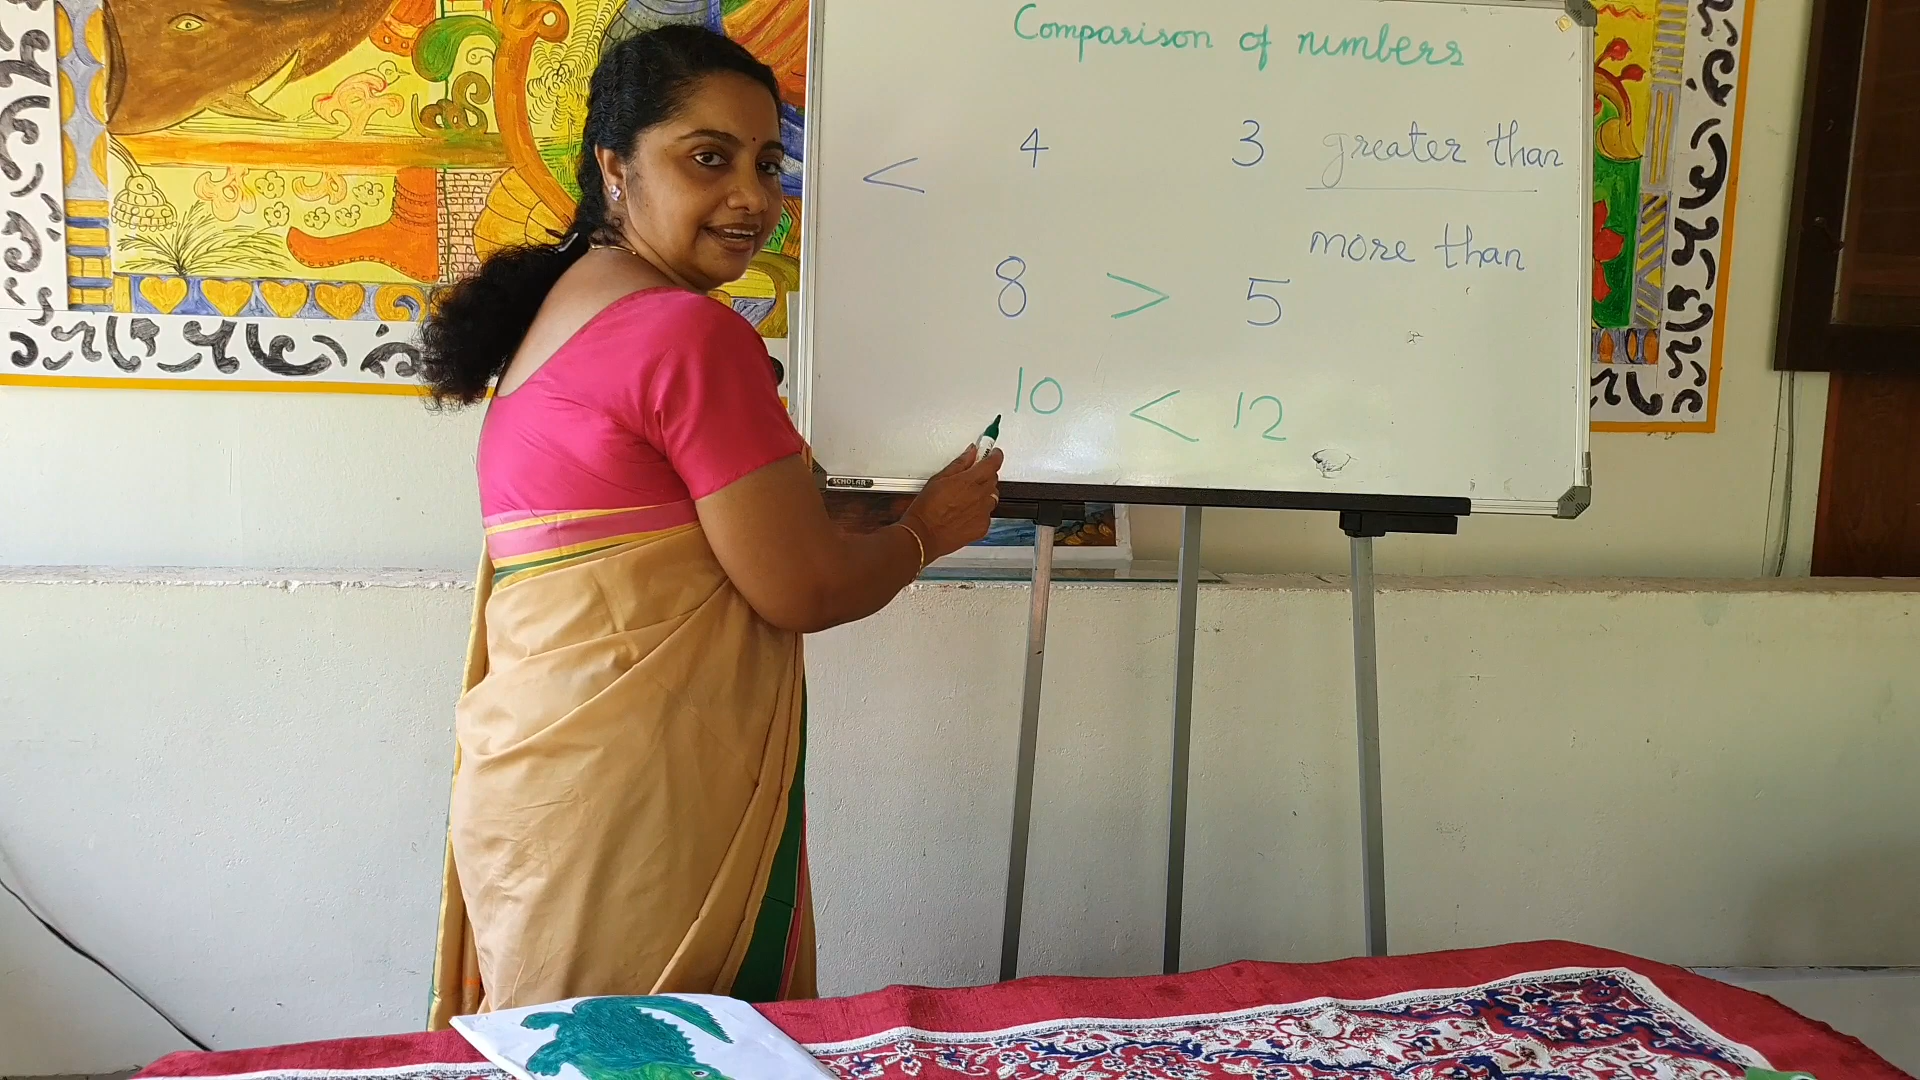 Comparison of numbers
< 4 3 greater than
more than
8 > 5
10 < 12
SCHOLAR